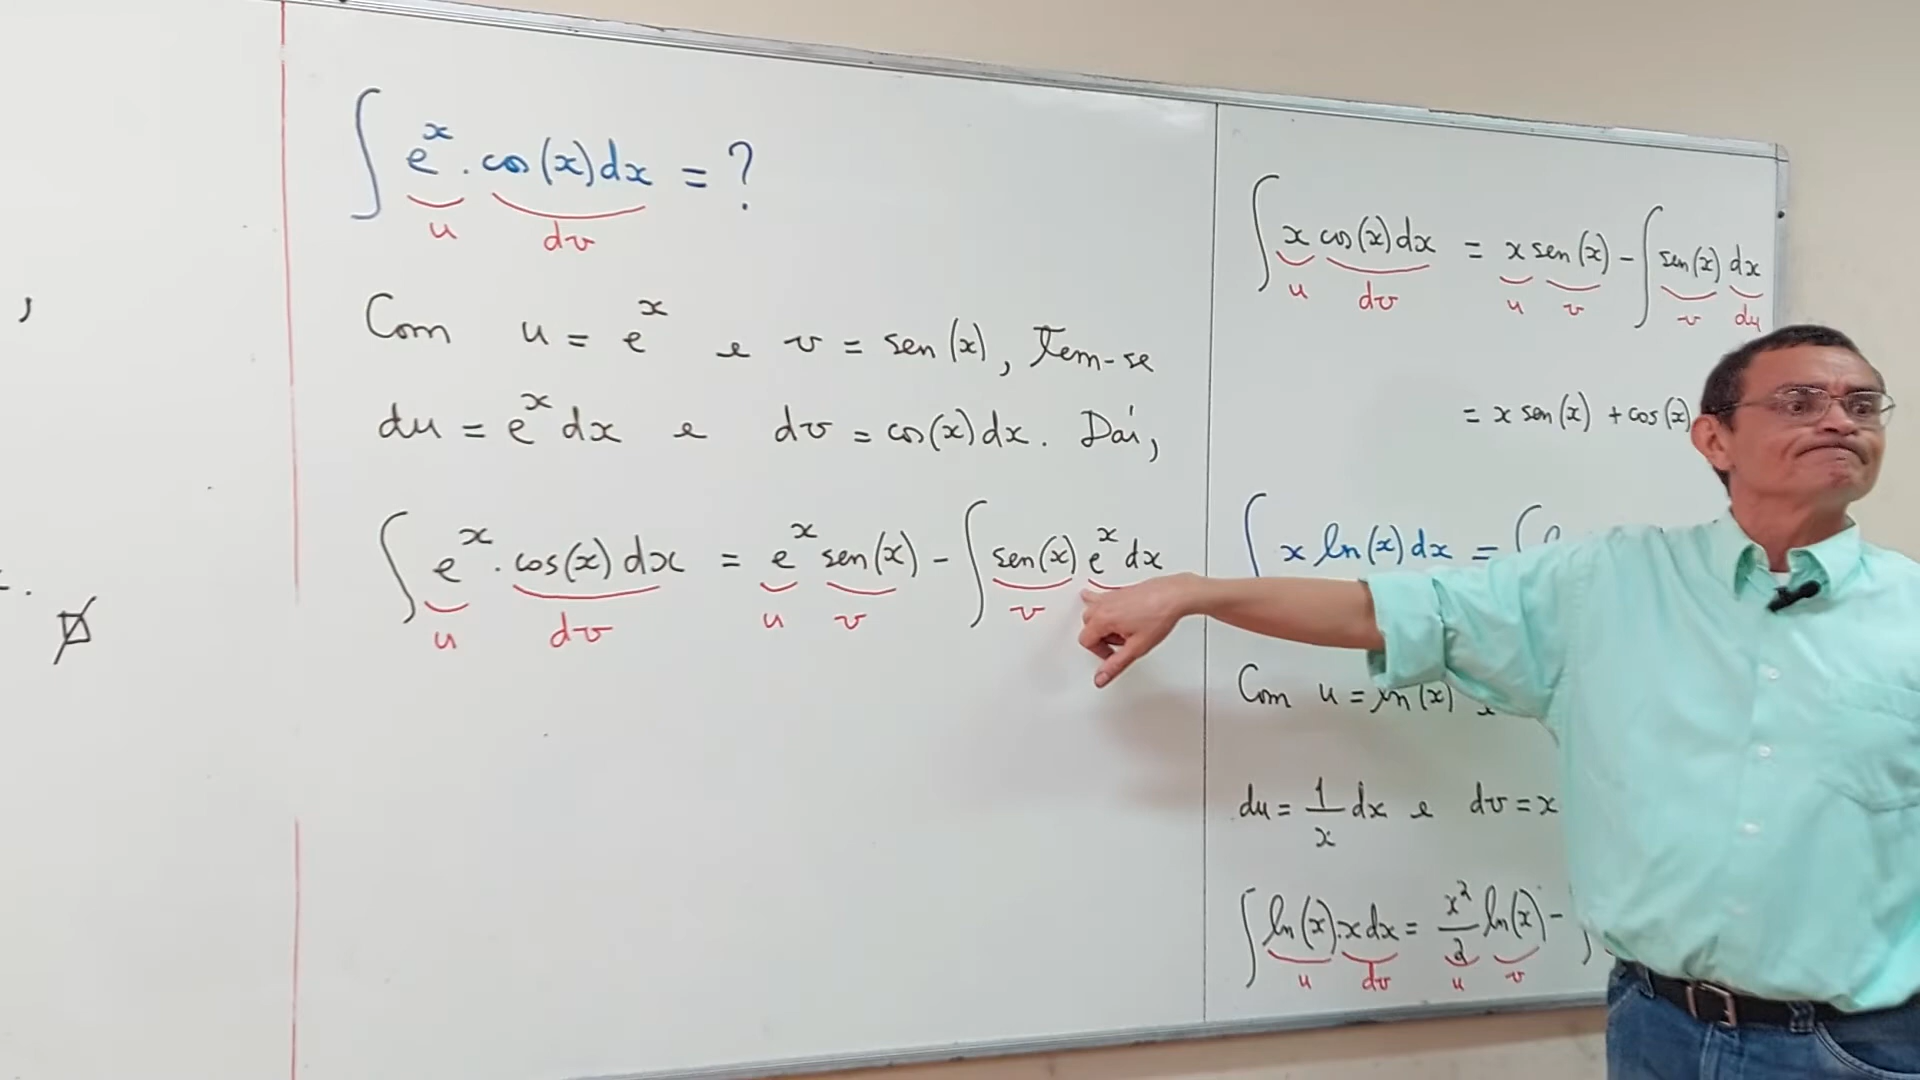 ∫ e^x . cos(x) dx = ?
u dv
Com u = e^x e v = sen(x), Tem-se
du = e^x dx e dv = cos(x) dx. Daí,
∫ e^x . cos(x) dx = e^x sen(x) - ∫ sen(x) e^x dx
u dv u v v
∫ x cos(x) dx = x sen(x) - ∫ sen(x) dx
u dv u v v du
= x sen(x) + cos(x)
∫ x ln(x) dx = ∫
Com u = ln(x)
du = 1/x dx e dv = x
∫ ln(x).x dx = x²/2 ln(x) -
u dv u v